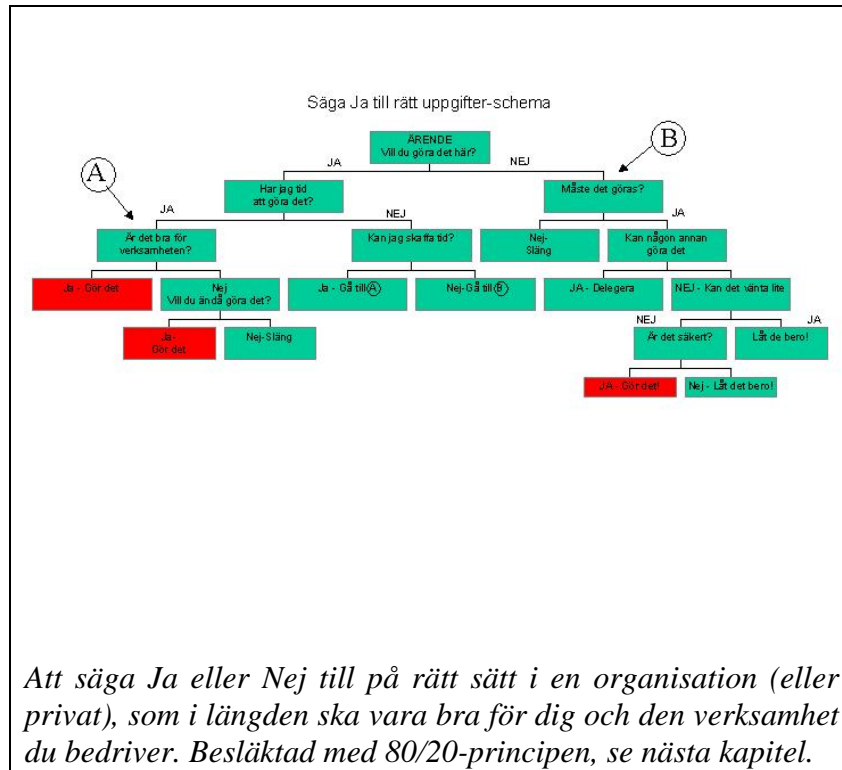 Säga Ja till rätt uppgifter-schema
ÄRENDE
Vill du göra det här?
B
JA
NEJ
A
Har jag tid
att göra det?
Måste det göras?
JA
NEJ
JA
Är det bra för
verksamheten?
Kan jag skaffa tid?
Nej-
Släng
Kan någon annan
göra det
Ja - Gör det
Nej
Vill du ändå göra det?
Ja - Gå till A
Nej-Gå till B
JA - Delegera
NEJ - Kan det vänta lite
NEJ
JA
Ja-
Gör det
Nej-Släng
Är det säkert?
Låt de bero!
JA - Gör det!
Nej - Låt det bero!
Att säga Ja eller Nej till på rätt sätt i en organisation (eller
privat), som i längden ska vara bra för dig och den verksamhet
du bedriver. Besläktad med 80/20-principen, se nästa kapitel.